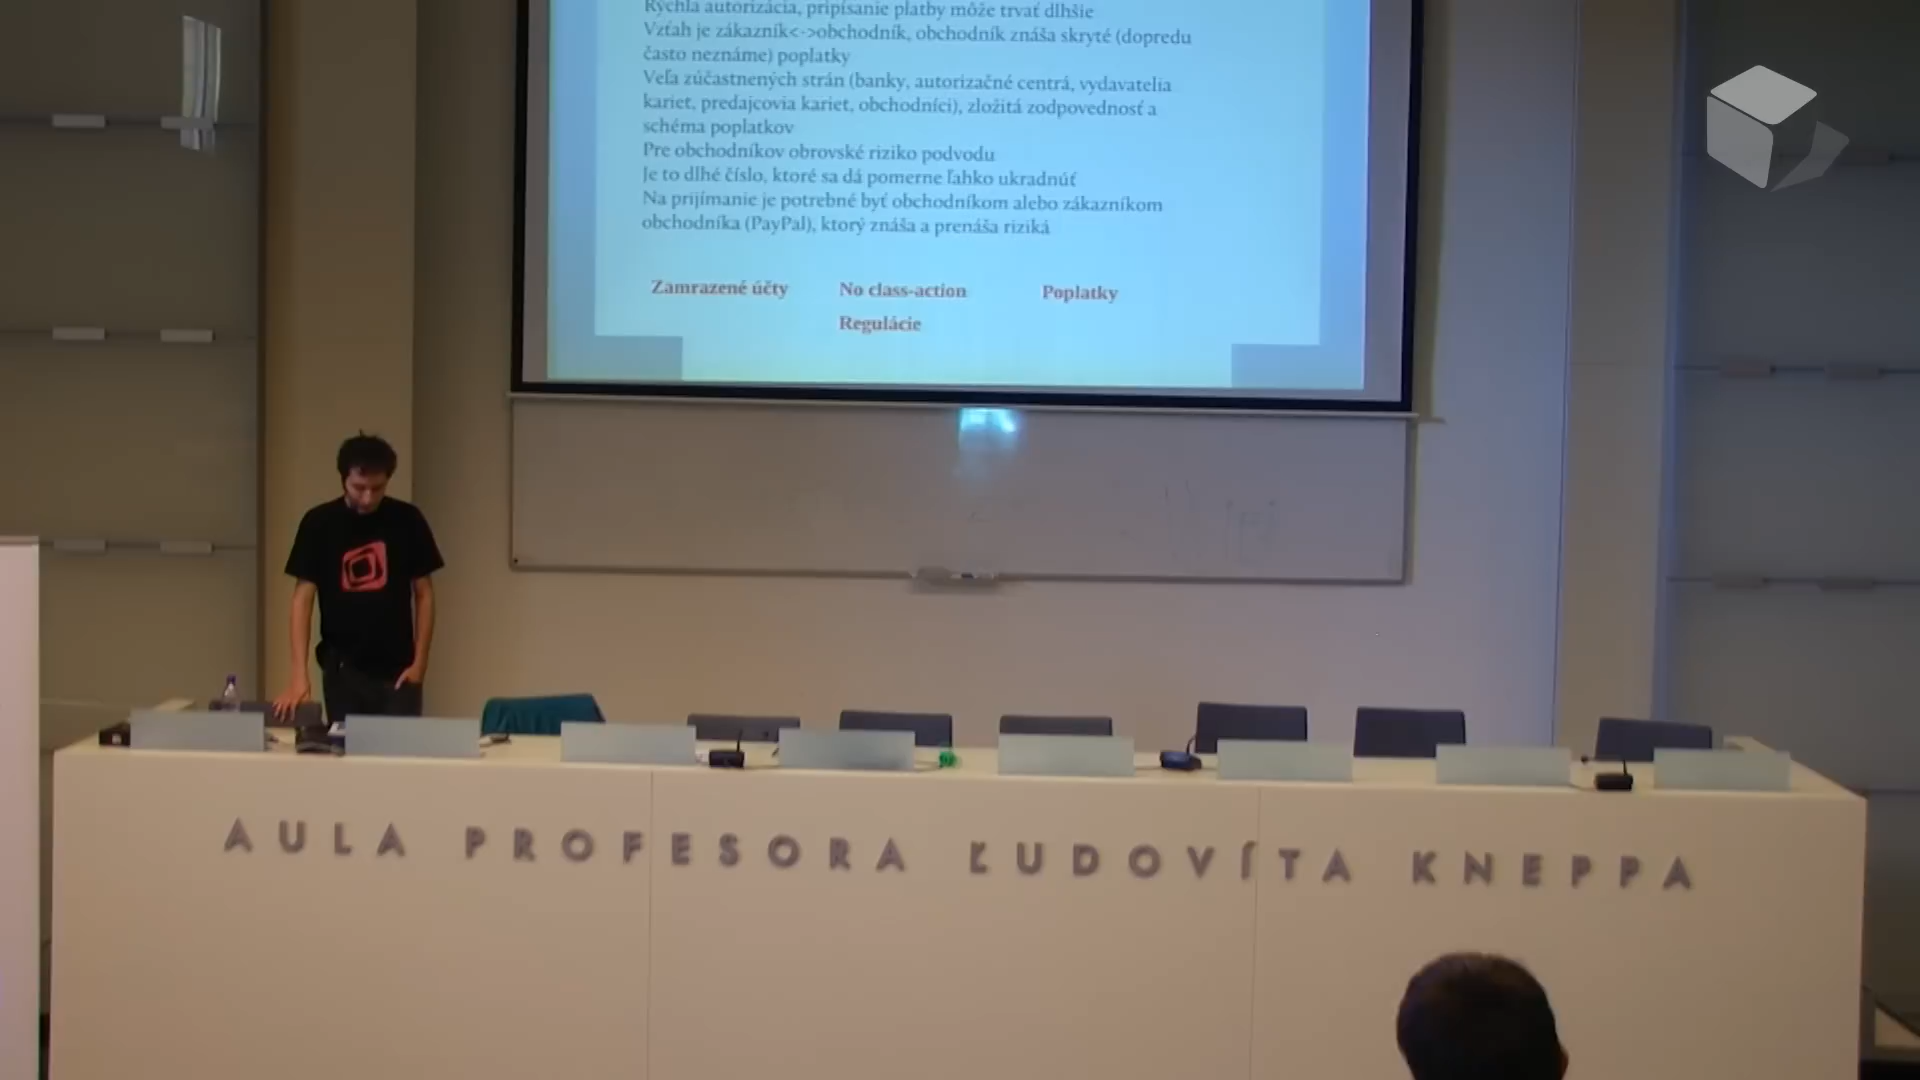 Rýchla autorizácia, pripísanie platby môže trvať dlhšie
Vzťah je zákazník<->obchodník, obchodník znáša skryté (dopredu
často neznáme) poplatky
Veľa zúčastnených strán (banky, autorizačné centrá, vydavatelia
kariet, predajcovia kariet, obchodníci), zložitá zodpovednosť a
schéma poplatkov
Pre obchodníkov obrovské riziko podvodu
Je to dlhé číslo, ktoré sa dá pomerne ľahko ukradnúť
Na prijímanie je potrebné byť obchodníkom alebo zákazníkom
obchodníka (PayPal), ktorý znáša a prenáša riziká
Zamrazené účty No class-action Poplatky
Regulácie
AULA PROFESORA ĽUDOVÍTA KNEPPA